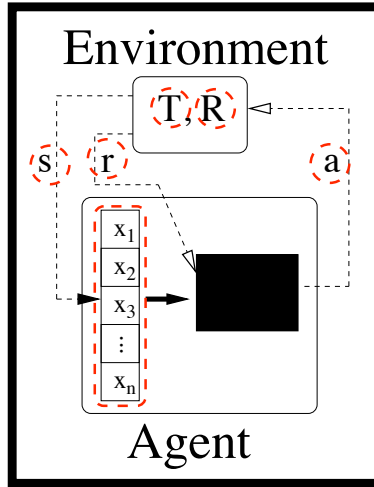 Environment
T, R
s
r
a
x₁
x₂
x₃
⋮
xₙ
Agent